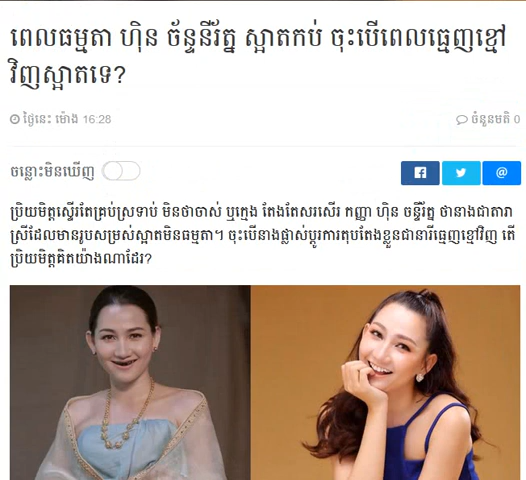 ពេលធម្មតា ហ៊ិន ច័ន្ទនីរ័ត្ន ស្អាតកប់ ចុះបើពេលធ្មេញខ្មៅ
វិញស្អាតទេ?
ថ្ងៃនេះ ម៉ោង 16:28
ចំនួនមតិ 0
ចន្លោះមិនឃើញ
ប្រិយមិត្តស្ទើរតែគ្រប់ស្រទាប់ មិនថាចាស់ ឬក្មេង តែងតែសរសើរ កញ្ញា ហ៊ិន ចន្នីរ័ត្ន ថានាងជាតារា
ស្រីដែលមានរូបសម្រស់ស្អាតមិនធម្មតា។ ចុះបើនាងផ្លាស់ប្ដូរការតុបតែងខ្លួនជានារីធ្មេញខ្មៅវិញ តើ
ប្រិយមិត្តគិតយ៉ាងណាដែរ?